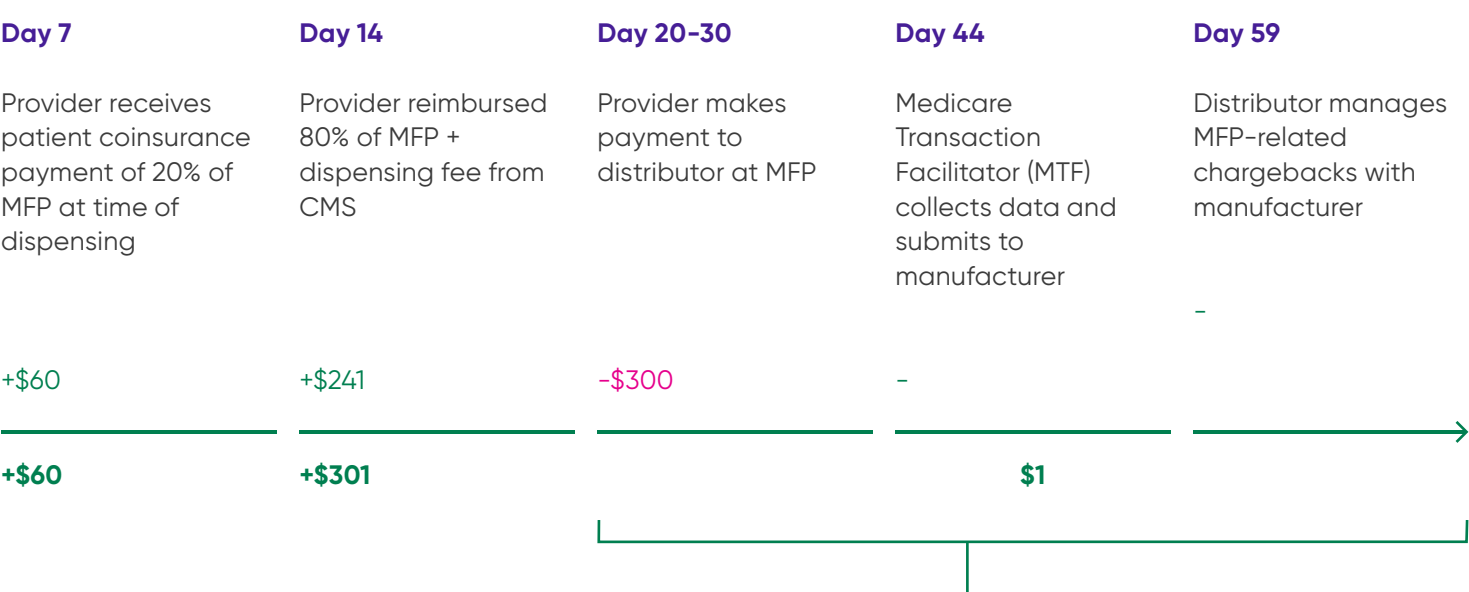 Day 7
Provider receives
patient coinsurance
payment of 20% of
MFP at time of
dispensing
+$60
+$60
Day 14
Provider reimbursed
80% of MFP +
dispensing fee from
CMS
+$241
+$301
Day 20-30
Provider makes
payment to
distributor at MFP
-$300
Day 44
Medicare
Transaction
Facilitator (MTF)
collects data and
submits to
manufacturer
-
Day 59
Distributor manages
MFP-related
chargebacks with
manufacturer
-
$1